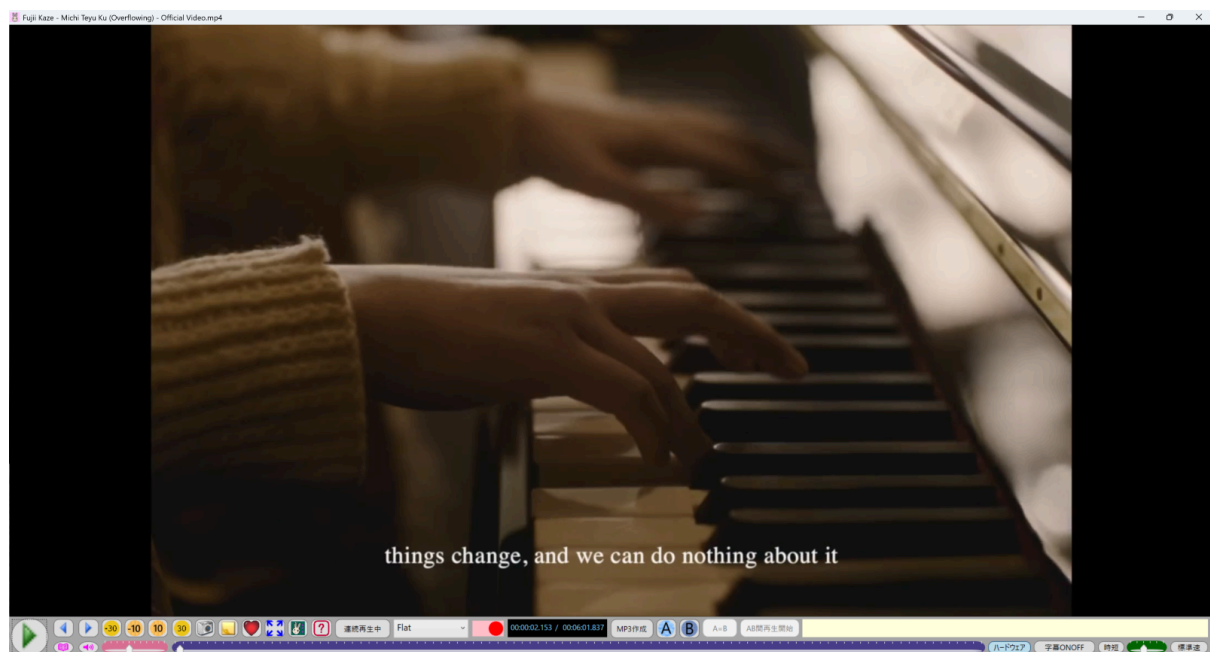 Fujii Kaze - Michi Teyu Ku (Overflowing) - Official Video.mp4
things change, and we can do nothing about it
-30 -10 10 30 ? 連続再生中 Flat 00:00:02.153 / 00:06:01.837 MP3作成 A B A=B AB間再生開始
ハードウェア 字幕ONOFF 時短 標準速